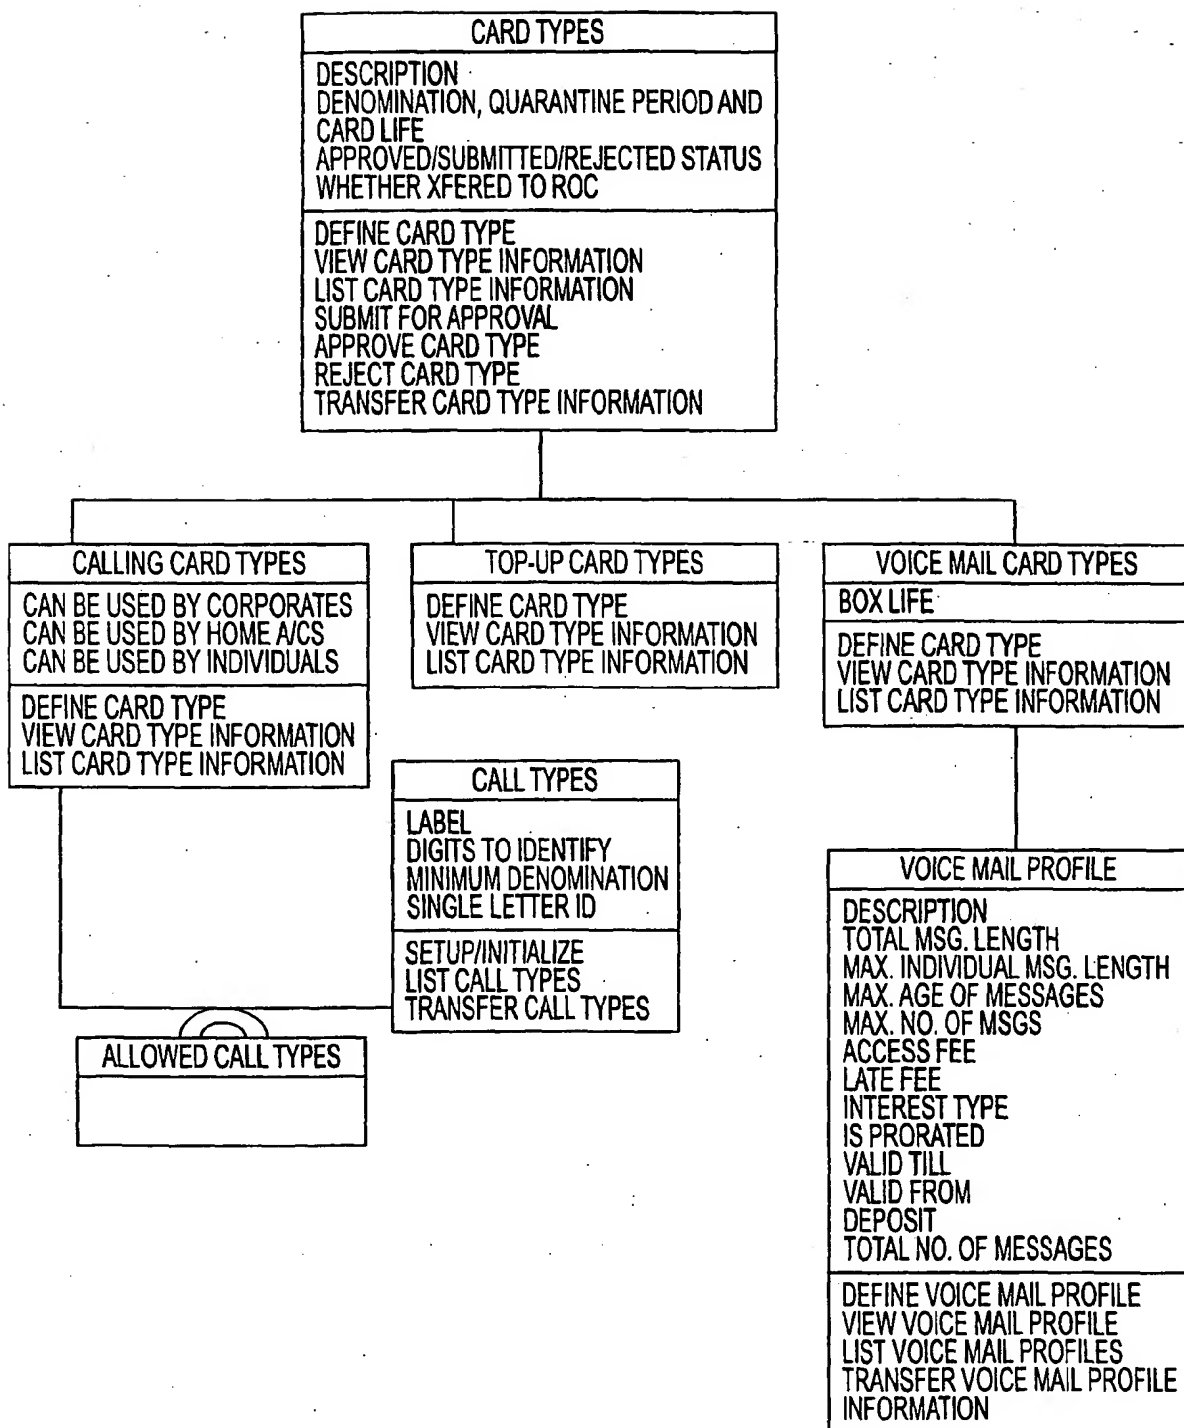 CARD TYPES
DESCRIPTION
DENOMINATION, QUARANTINE PERIOD AND
CARD LIFE
APPROVED/SUBMITTED/REJECTED STATUS
WHETHER XFERED TO ROC
DEFINE CARD TYPE
VIEW CARD TYPE INFORMATION
LIST CARD TYPE INFORMATION
SUBMIT FOR APPROVAL
APPROVE CARD TYPE
REJECT CARD TYPE
TRANSFER CARD TYPE INFORMATION
CALLING CARD TYPES
CAN BE USED BY CORPORATES
CAN BE USED BY HOME A/CS
CAN BE USED BY INDIVIDUALS
DEFINE CARD TYPE
VIEW CARD TYPE INFORMATION
LIST CARD TYPE INFORMATION
TOP-UP CARD TYPES
DEFINE CARD TYPE
VIEW CARD TYPE INFORMATION
LIST CARD TYPE INFORMATION
VOICE MAIL CARD TYPES
BOX LIFE
DEFINE CARD TYPE
VIEW CARD TYPE INFORMATION
LIST CARD TYPE INFORMATION
CALL TYPES
LABEL
DIGITS TO IDENTIFY
MINIMUM DENOMINATION
SINGLE LETTER ID
SETUP/INITIALIZE
LIST CALL TYPES
TRANSFER CALL TYPES
ALLOWED CALL TYPES
VOICE MAIL PROFILE
DESCRIPTION
TOTAL MSG. LENGTH
MAX. INDIVIDUAL MSG. LENGTH
MAX. AGE OF MESSAGES
MAX. NO. OF MSGS
ACCESS FEE
LATE FEE
INTEREST TYPE
IS PRORATED
VALID TILL
VALID FROM
DEPOSIT
TOTAL NO. OF MESSAGES
DEFINE VOICE MAIL PROFILE
VIEW VOICE MAIL PROFILE
LIST VOICE MAIL PROFILES
TRANSFER VOICE MAIL PROFILE
INFORMATION